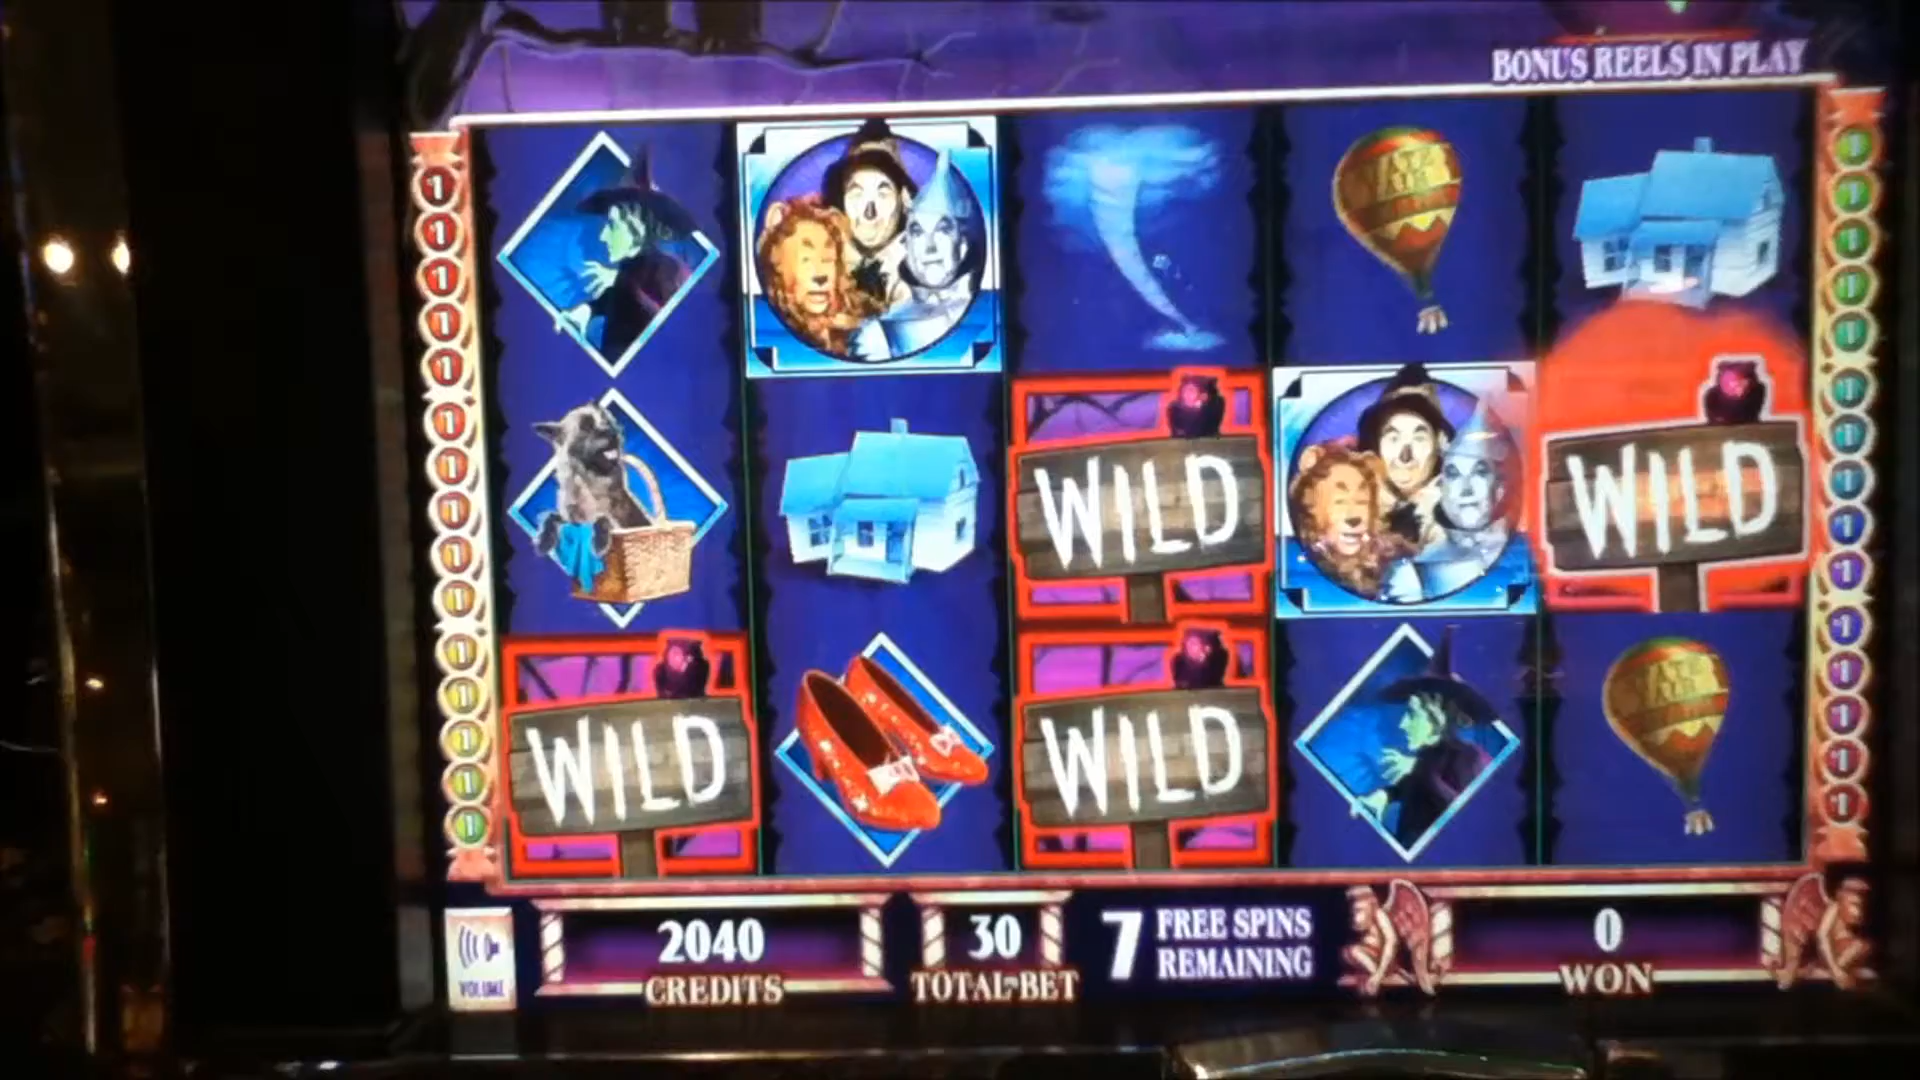 BONUS REELS IN PLAY
WILD
WILD
WILD
WILD
2040
CREDITS
30
TOTAL BET
7
FREE SPINS
REMAINING
0
WON
VOLUME